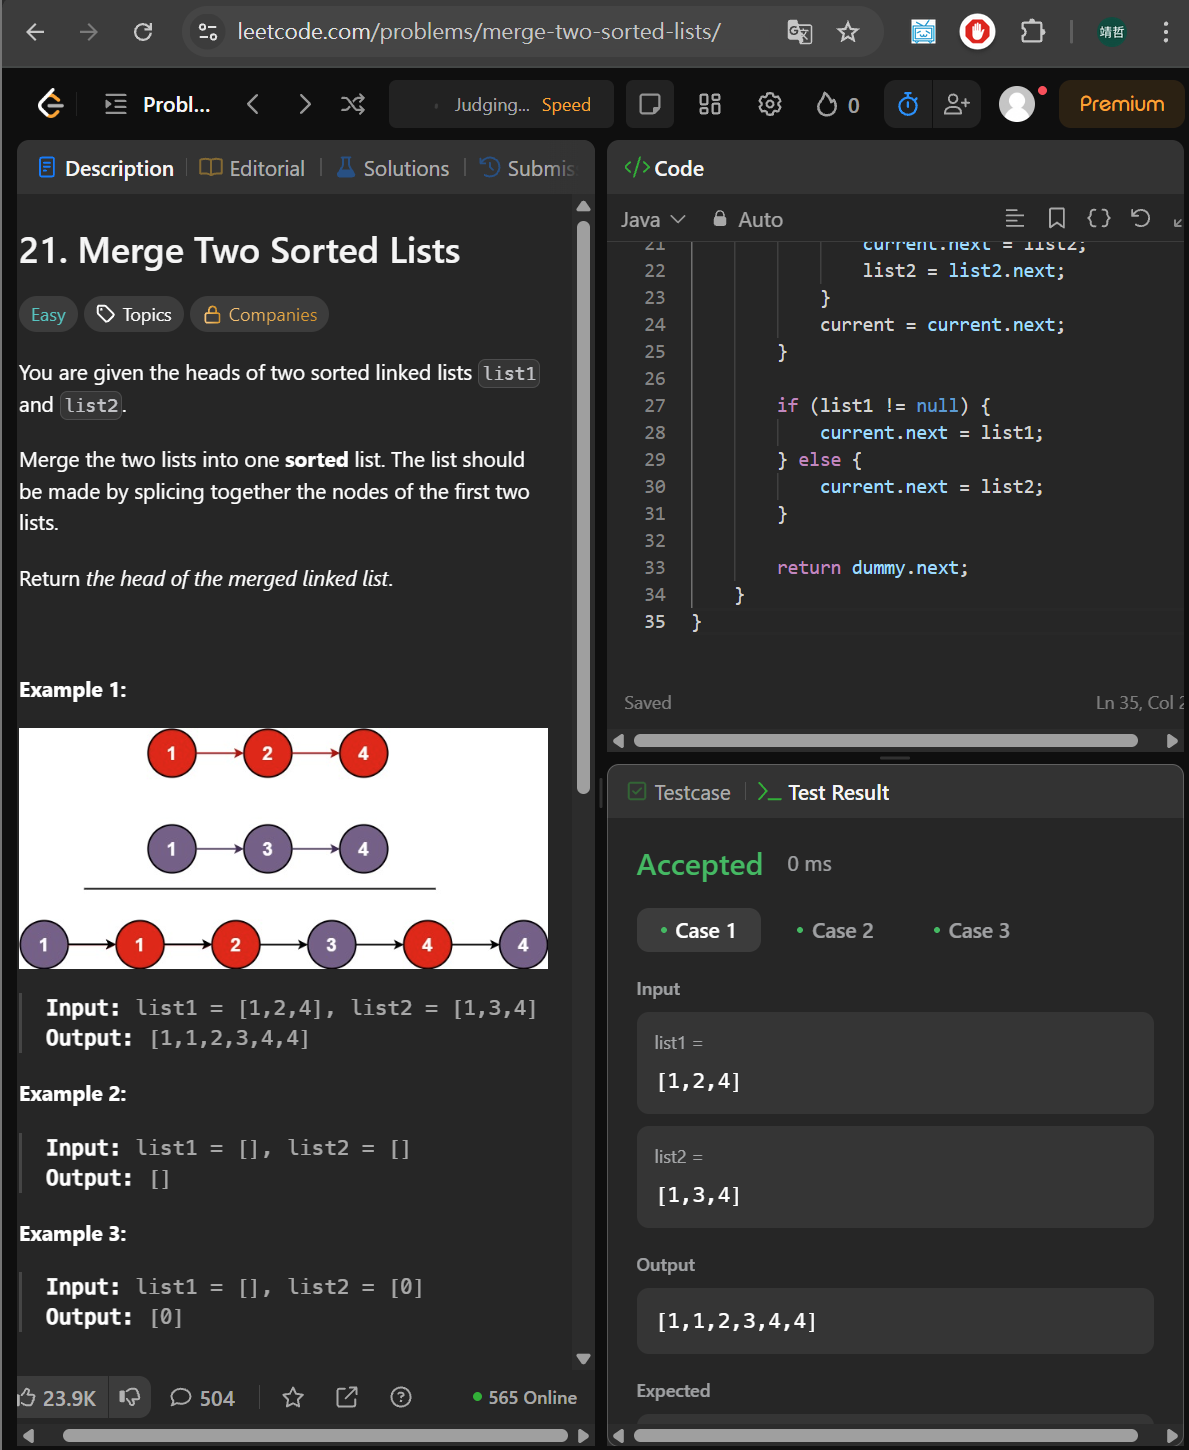 leetcode.com/problems/merge-two-sorted-lists/
靖哲
Probl...
Judging... Speed
0
Premium
Description
Editorial
Solutions
Submis
21. Merge Two Sorted Lists
Easy
Topics
Companies
You are given the heads of two sorted linked lists list1
and list2.
Merge the two lists into one sorted list. The list should
be made by splicing together the nodes of the first two
lists.
Return the head of the merged linked list.
Example 1:
1 2 4
1 3 4
1 1 2 3 4 4
Input: list1 = [1,2,4], list2 = [1,3,4]
Output: [1,1,2,3,4,4]
Example 2:
Input: list1 = [], list2 = []
Output: []
Example 3:
Input: list1 = [], list2 = [0]
Output: [0]
23.9K
504
565 Online
</>Code
Java
Auto
21 current.next = list2;
22 list2 = list2.next;
23 }
24 current = current.next;
25 }
26
27 if (list1 != null) {
28 current.next = list1;
29 } else {
30 current.next = list2;
31 }
32
33 return dummy.next;
34 }
35 }
Saved
Ln 35, Col 2
Testcase
Test Result
Accepted 0 ms
Case 1
Case 2
Case 3
Input
list1 =
[1,2,4]
list2 =
[1,3,4]
Output
[1,1,2,3,4,4]
Expected